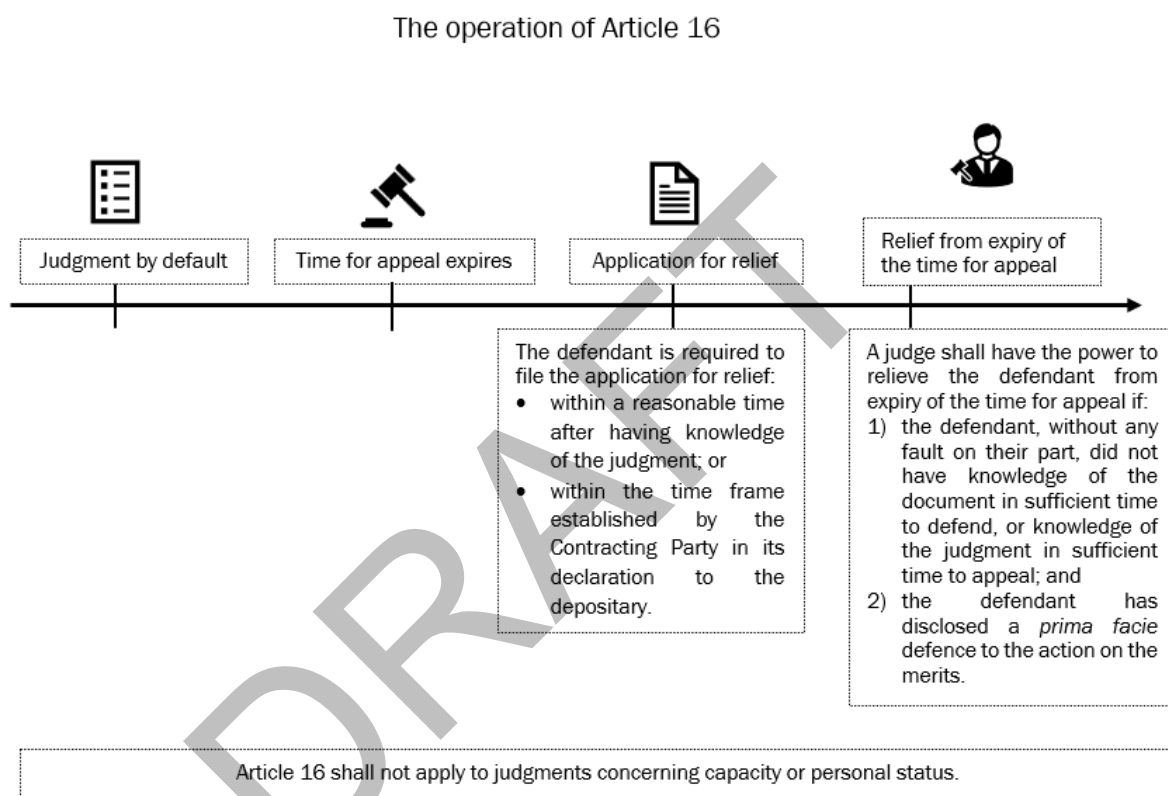 The operation of Article 16
Judgment by default
Time for appeal expires
Application for relief
Relief from expiry of
the time for appeal
The defendant is required to
file the application for relief:
• within a reasonable time
after having knowledge
of the judgment; or
• within the time frame
established by the
Contracting Party in its
declaration to the
depositary.
A judge shall have the power to
relieve the defendant from
expiry of the time for appeal if:
1) the defendant, without any
fault on their part, did not
have knowledge of the
document in sufficient time
to defend, or knowledge of
the judgment in sufficient
time to appeal; and
2) the defendant has
disclosed a prima facie
defence to the action on the
merits.
Article 16 shall not apply to judgments concerning capacity or personal status.
DRAFT